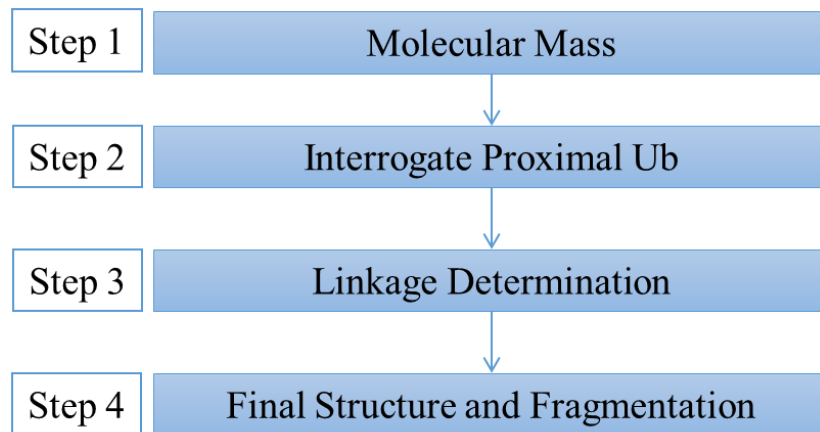 Step 1 Molecular Mass
Step 2 Interrogate Proximal Ub
Step 3 Linkage Determination
Step 4 Final Structure and Fragmentation